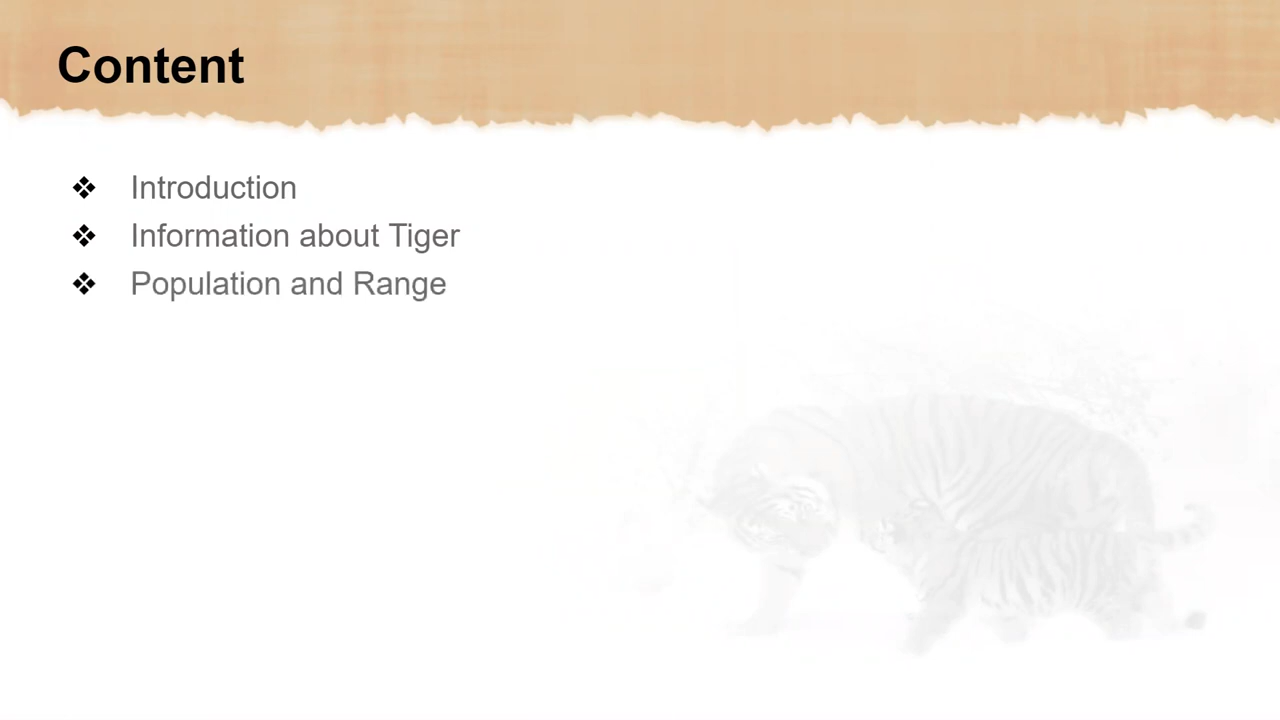 Content
❖ Introduction
❖ Information about Tiger
❖ Population and Range